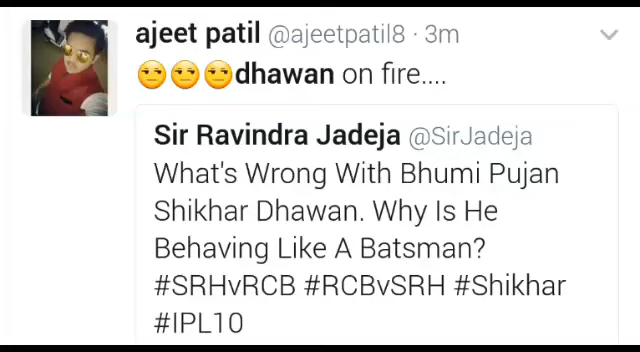 ajeet patil @ajeetpatil8 · 3m
😒😒😒dhawan on fire....
Sir Ravindra Jadeja @SirJadeja
What's Wrong With Bhumi Pujan
Shikhar Dhawan. Why Is He
Behaving Like A Batsman?
#SRHvRCB #RCBvSRH #Shikhar
#IPL10